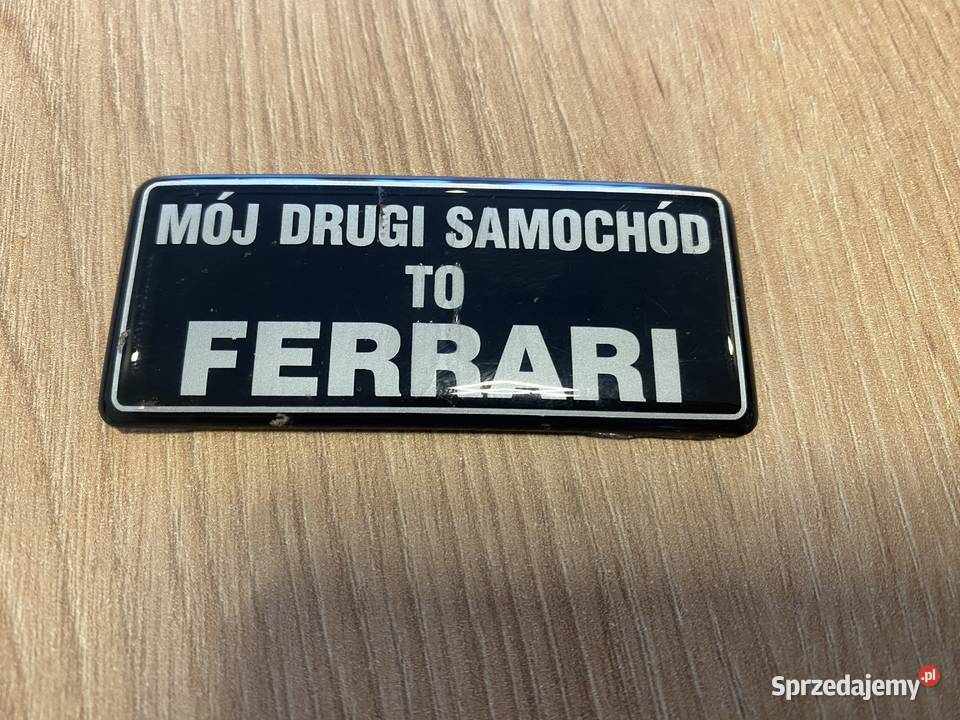 MÓJ DRUGI SAMOCHÓD
TO
FERRARI
Sprzedajemy.pl